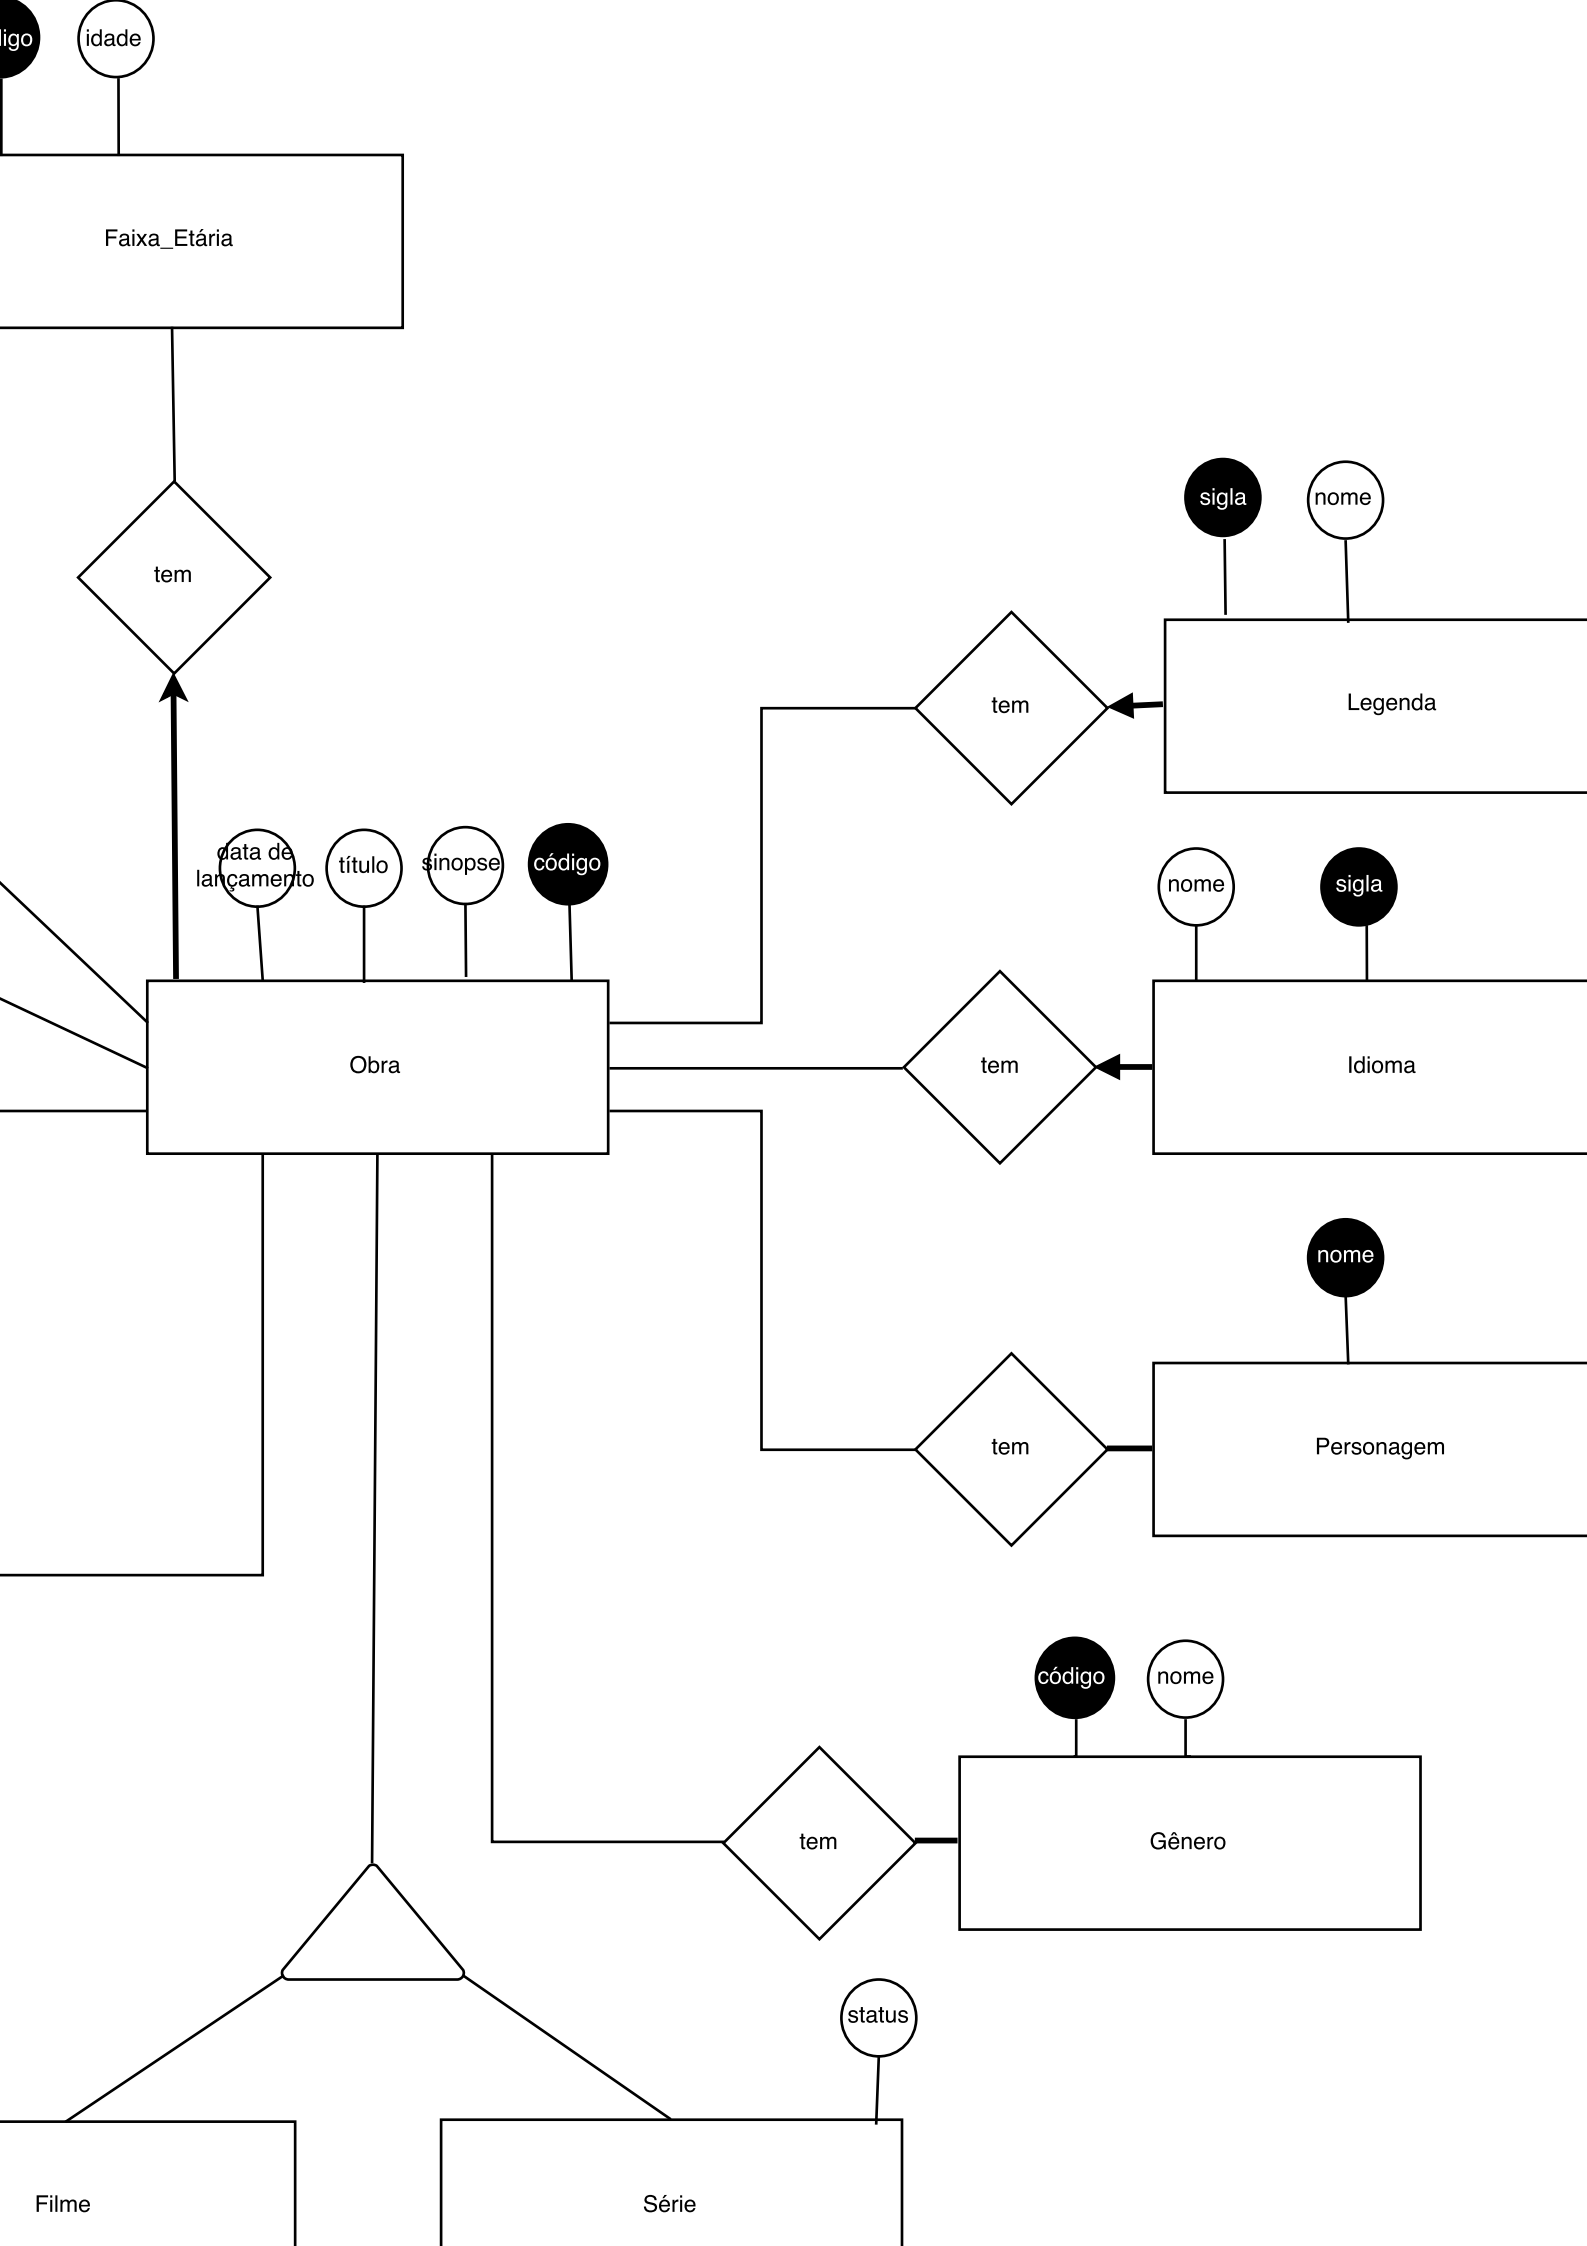 digo
idade
Faixa_Etária
tem
sigla
nome
tem
Legenda
data de
lançamento
título
sinopse
código
nome
sigla
Obra
tem
Idioma
nome
tem
Personagem
código
nome
tem
Gênero
status
Filme
Série